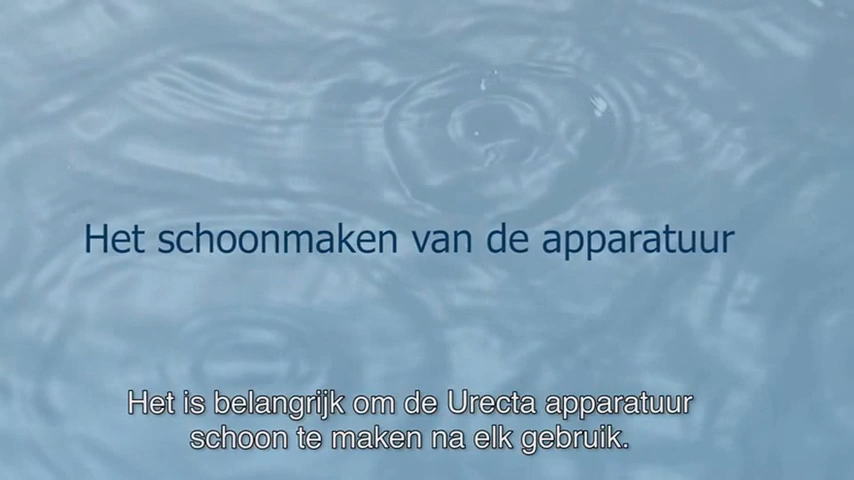 Het schoonmaken van de apparatuur
Het is belangrijk om de Urecta apparatuur
schoon te maken na elk gebruik.